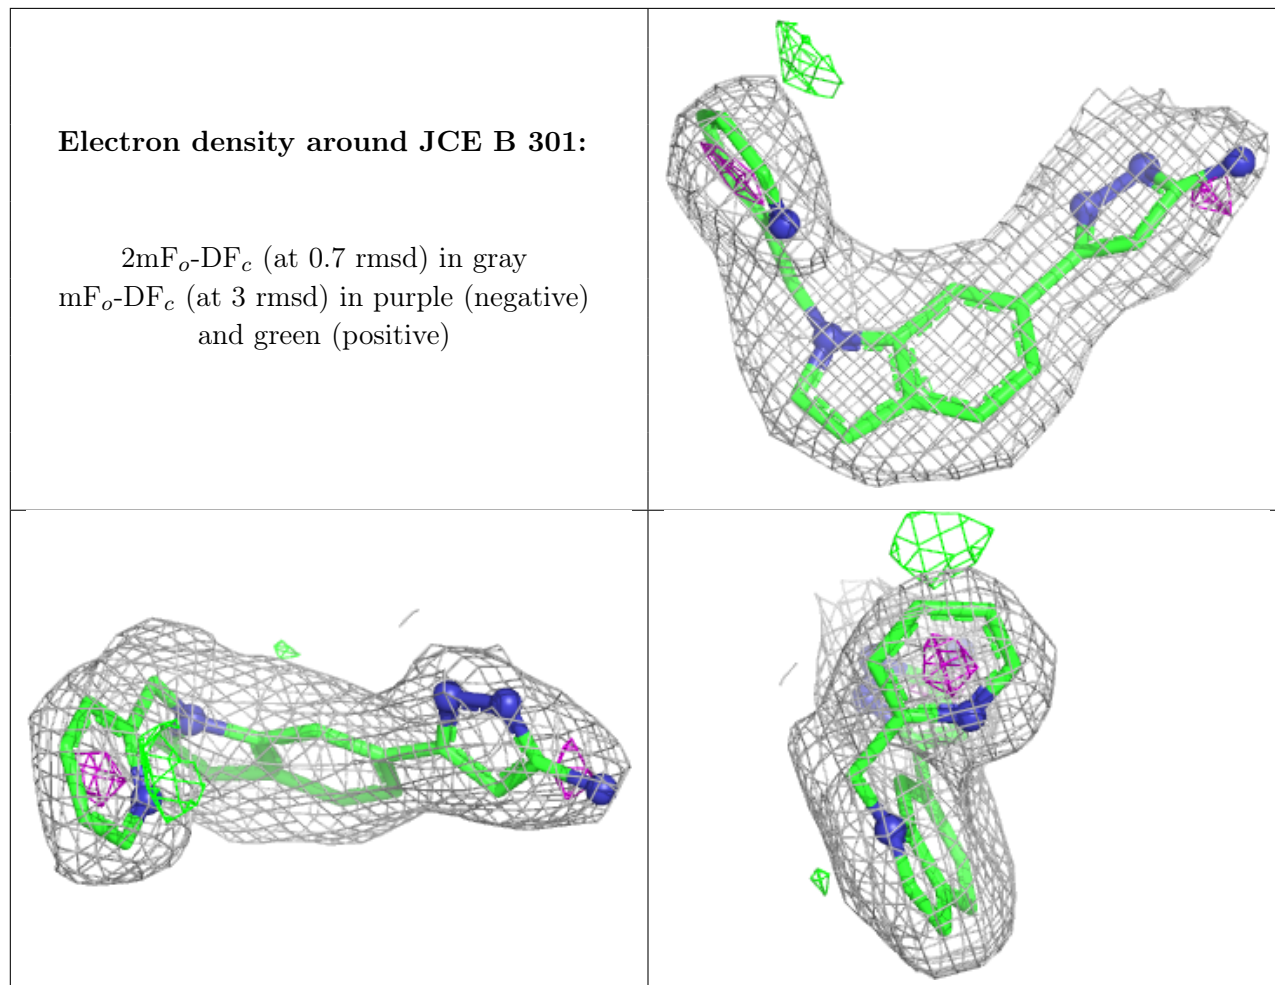 Electron density around JCE B 301:
2mFₒ-DF𝒸 (at 0.7 rmsd) in gray
mFₒ-DF𝒸 (at 3 rmsd) in purple (negative)
and green (positive)